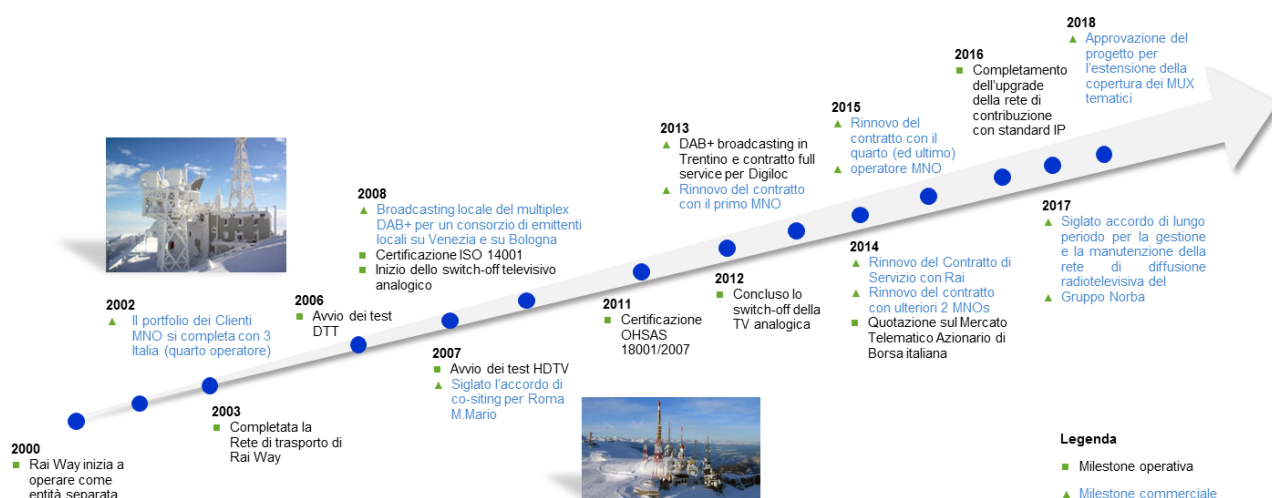 2000
Rai Way inizia a
operare come
entità separata
2002
Il portfolio dei Clienti
MNO si completa con 3
Italia (quarto operatore)
2003
Completata la
Rete di trasporto di
Rai Way
2006
Avvio dei test
DTT
2007
Avvio dei test HDTV
Siglato l'accordo di
co-siting per Roma
M.Mario
2008
Broadcasting locale del multiplex
DAB+ per un consorzio di emittenti
locali su Venezia e su Bologna
Certificazione ISO 14001
Inizio dello switch-off televisivo
analogico
2011
Certificazione
OHSAS
18001/2007
2012
Concluso lo
switch-off della
TV analogica
2013
DAB+ broadcasting in
Trentino e contratto full
service per Digiloc
Rinnovo del contratto
con il primo MNO
2014
Rinnovo del Contratto di
Servizio con Rai
Rinnovo del contratto
con ulteriori 2 MNOs
Quotazione sul Mercato
Telematico Azionario di
Borsa italiana
2015
Rinnovo del
contratto con il
quarto (ed ultimo)
operatore MNO
2016
Completamento
dell'upgrade
della rete di
contribuzione
con standard IP
2017
Siglato accordo di lungo
periodo per la gestione
e la manutenzione della
rete di diffusione
radiotelevisiva del
Gruppo Norba
2018
Approvazione del
progetto per
l'estensione della
copertura dei MUX
tematici
Legenda
Milestone operativa
Milestone commerciale